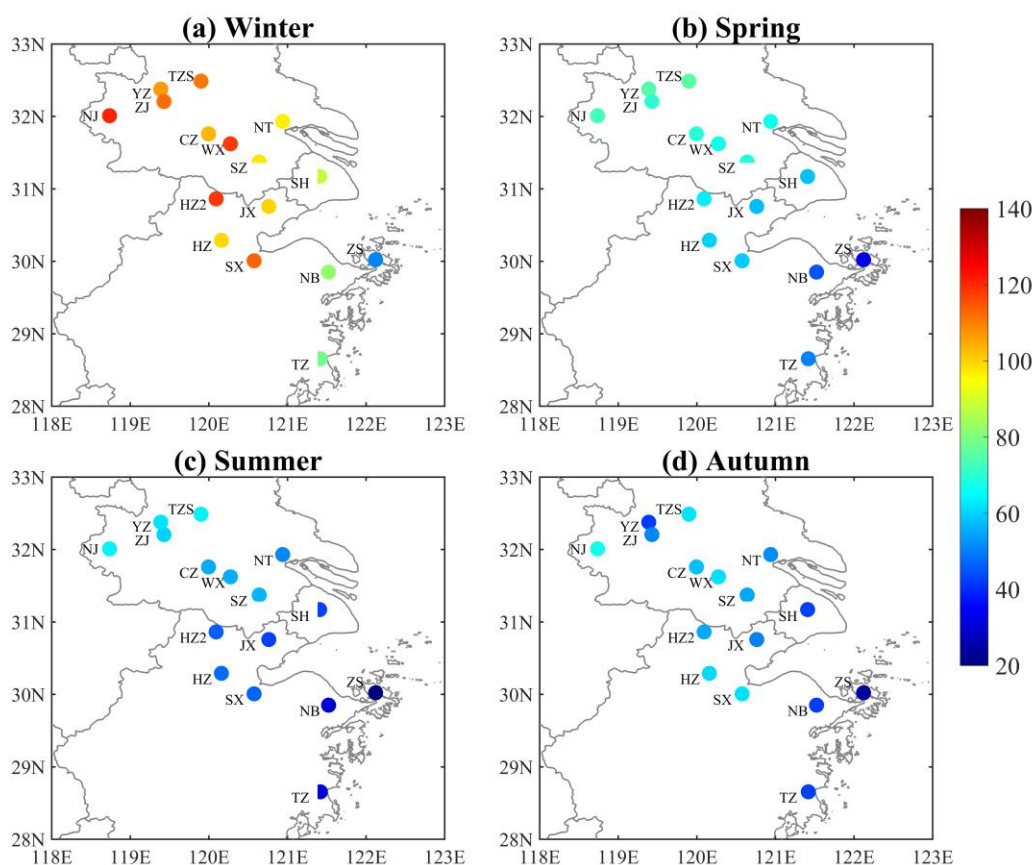 (a) Winter
33N
32N
31N
30N
29N
28N
118E 119E 120E 121E 122E 123E
TZS
YZ
ZJ
NJ
NT
CZ
WX
SZ
SH
HZ2
JX
HZ
ZS
SX
NB
TZ
(b) Spring
33N
32N
31N
30N
29N
28N
118E 119E 120E 121E 122E 123E
TZS
YZ
ZJ
NJ
NT
CZ
WX
SZ
SH
HZ2
JX
HZ
ZS
SX
NB
TZ
(c) Summer
33N
32N
31N
30N
29N
28N
118E 119E 120E 121E 122E 123E
TZS
YZ
ZJ
NJ
NT
CZ
WX
SZ
SH
HZ2
JX
HZ
ZS
SX
NB
TZ
(d) Autumn
33N
32N
31N
30N
29N
28N
118E 119E 120E 121E 122E 123E
TZS
YZ
ZJ
NJ
NT
CZ
WX
SZ
SH
HZ2
JX
HZ
ZS
SX
NB
TZ
140
120
100
80
60
40
20